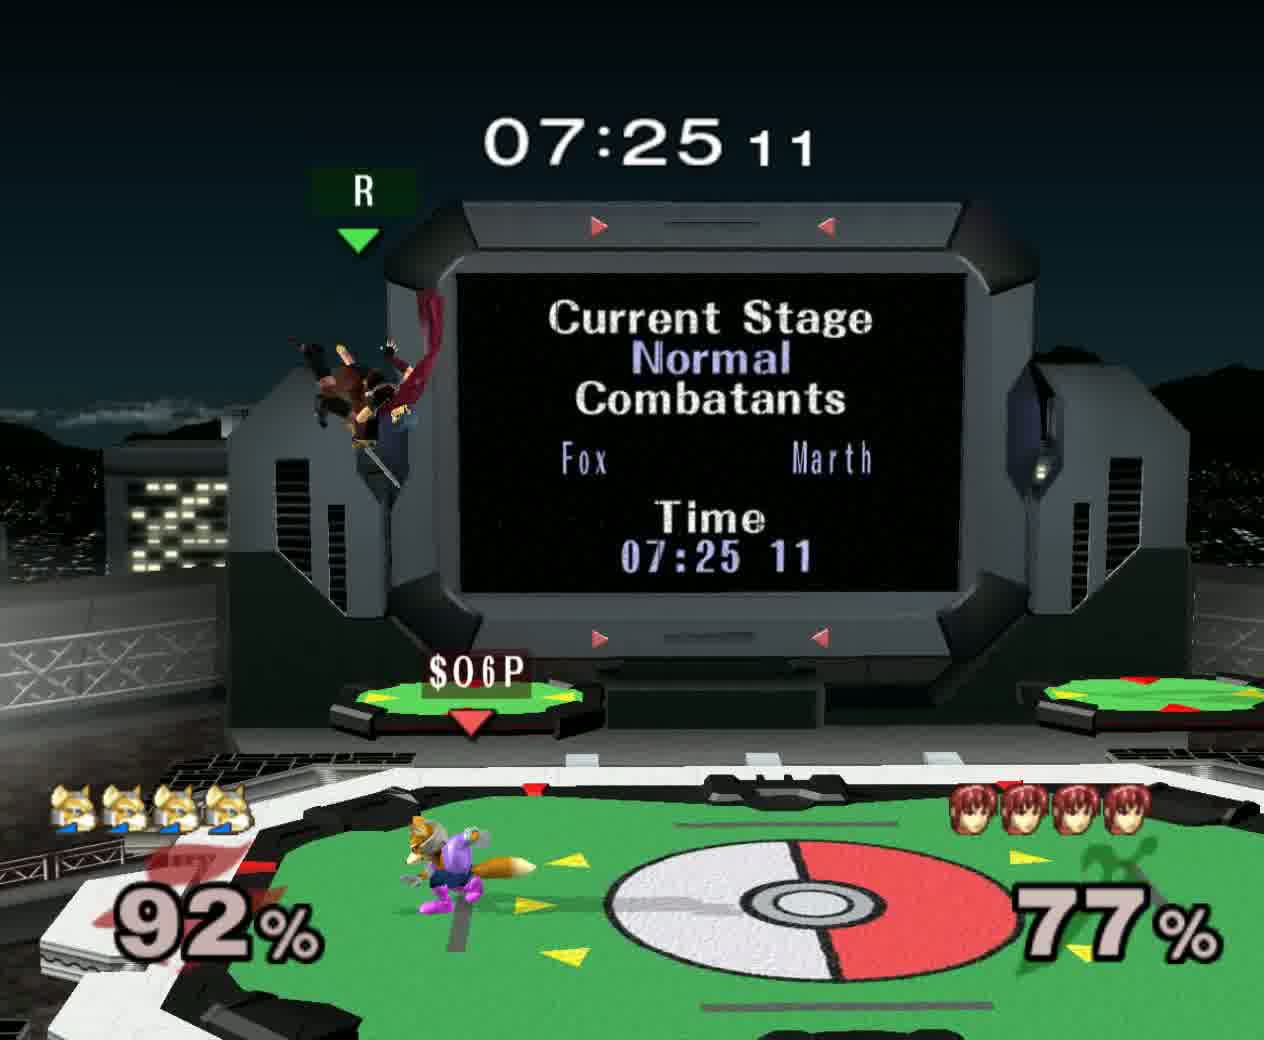 07:25 11
R
Current Stage
Normal
Combatants
Fox Marth
Time
07:25 11
$06P
92%
77%